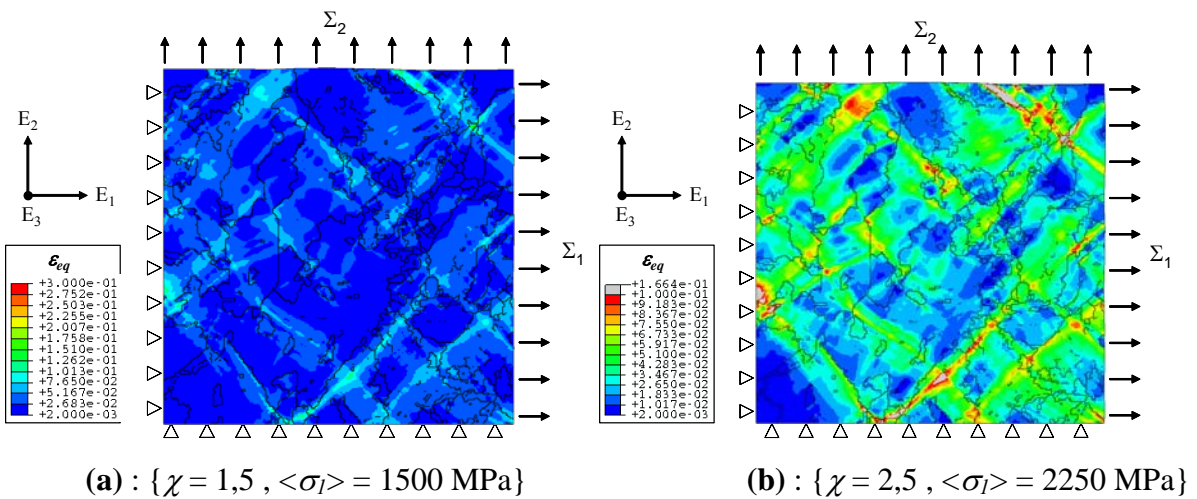 Σ2
E2
E1
E3
Σ1
εeq
+3.000e-01
+2.752e-01
+2.503e-01
+2.255e-01
+2.007e-01
+1.758e-01
+1.510e-01
+1.262e-01
+1.013e-01
+7.650e-02
+5.167e-02
+2.683e-02
+2.000e-03
(a) : {χ = 1,5 , <σI> = 1500 MPa}
Σ2
E2
E1
E3
Σ1
εeq
+1.664e-01
+1.000e-01
+9.183e-02
+8.367e-02
+7.550e-02
+6.733e-02
+5.917e-02
+5.100e-02
+4.283e-02
+3.467e-02
+2.650e-02
+1.833e-02
+1.017e-02
+2.000e-03
(b) : {χ = 2,5 , <σI> = 2250 MPa}